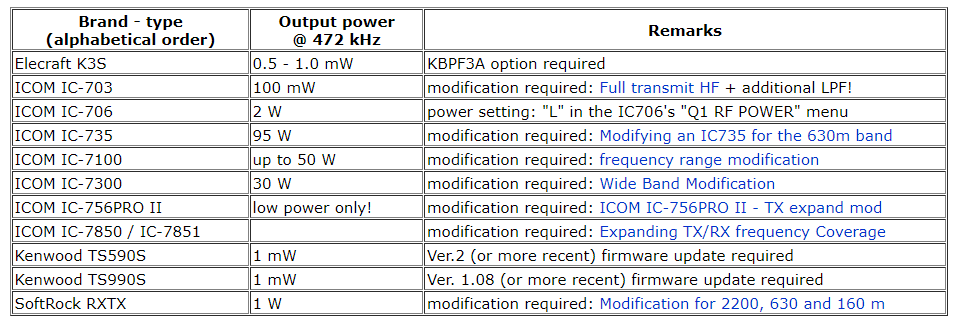 Brand - type
(alphabetical order)
Output power
@ 472 kHz
Remarks
Elecraft K3S 0.5 - 1.0 mW KBPF3A option required
ICOM IC-703 100 mW modification required: Full transmit HF + additional LPF!
ICOM IC-706 2 W power setting: "L" in the IC706's "Q1 RF POWER" menu
ICOM IC-735 95 W modification required: Modifying an IC735 for the 630m band
ICOM IC-7100 up to 50 W modification required: frequency range modification
ICOM IC-7300 30 W modification required: Wide Band Modification
ICOM IC-756PRO II low power only! modification required: ICOM IC-756PRO II - TX expand mod
ICOM IC-7850 / IC-7851 modification required: Expanding TX/RX frequency Coverage
Kenwood TS590S 1 mW Ver.2 (or more recent) firmware update required
Kenwood TS990S 1 mW Ver. 1.08 (or more recent) firmware update required
SoftRock RXTX 1 W modification required: Modification for 2200, 630 and 160 m